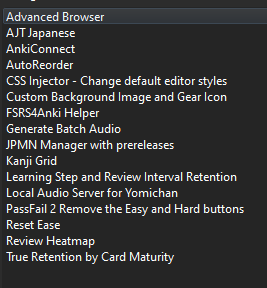 Advanced Browser
AJT Japanese
AnkiConnect
AutoReorder
CSS Injector - Change default editor styles
Custom Background Image and Gear Icon
FSRS4Anki Helper
Generate Batch Audio
JPMN Manager with prereleases
Kanji Grid
Learning Step and Review Interval Retention
Local Audio Server for Yomichan
PassFail 2 Remove the Easy and Hard buttons
Reset Ease
Review Heatmap
True Retention by Card Maturity